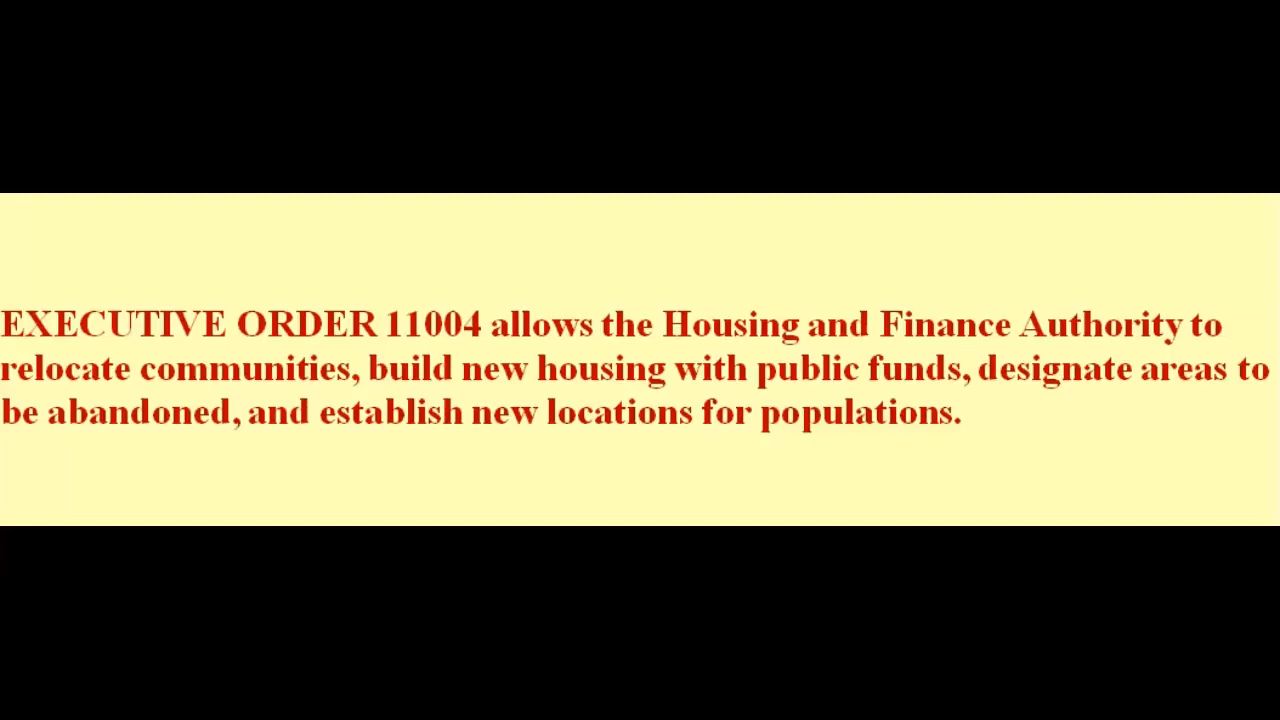 EXECUTIVE ORDER 11004 allows the Housing and Finance Authority to
relocate communities, build new housing with public funds, designate areas to
be abandoned, and establish new locations for populations.